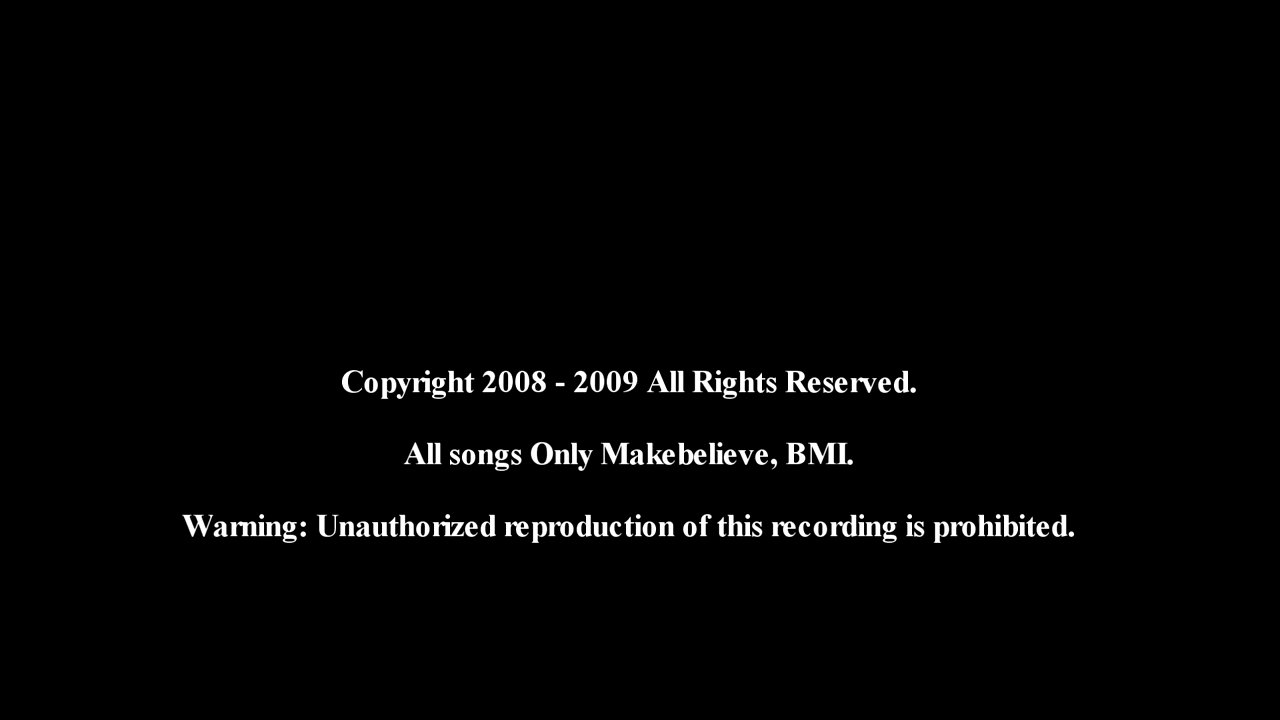 Copyright 2008 - 2009 All Rights Reserved.
All songs Only Makebelieve, BMI.
Warning: Unauthorized reproduction of this recording is prohibited.